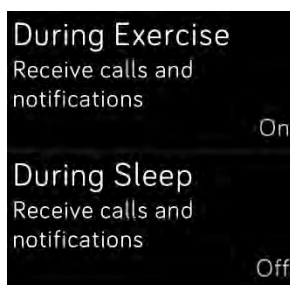 During Exercise
Receive calls and
notifications
On
During Sleep
Receive calls and
notifications
Off